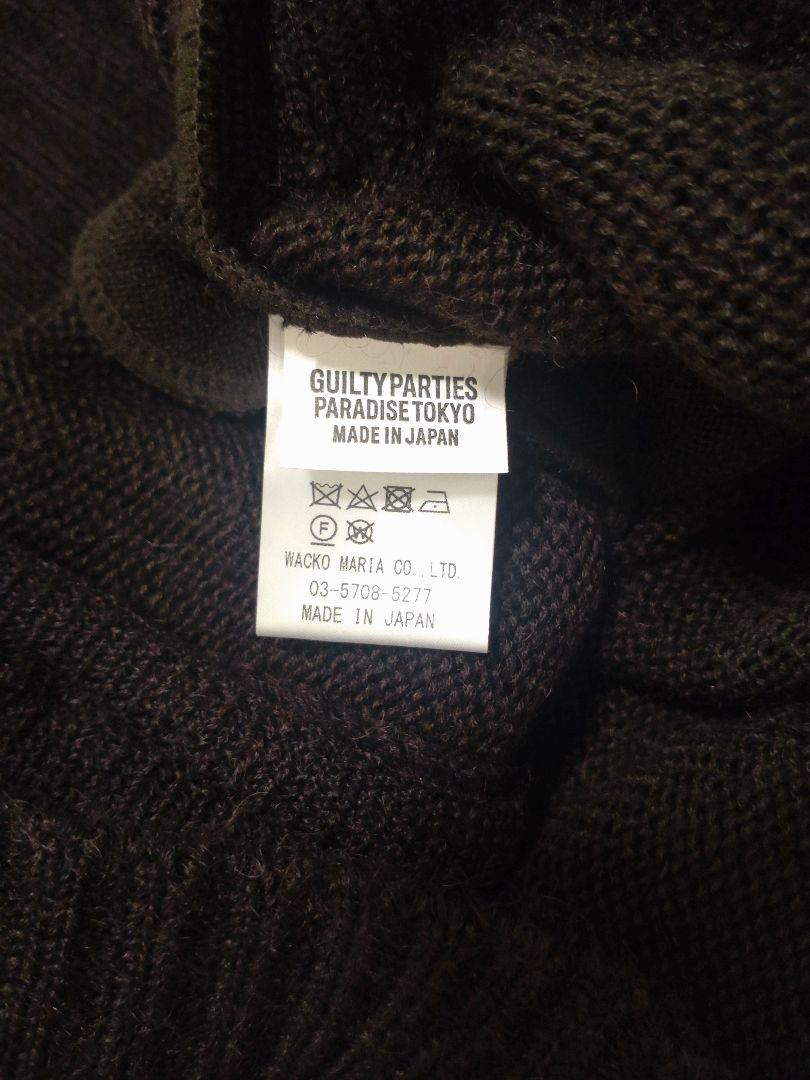 GUILTY PARTIES
PARADISE TOKYO
MADE IN JAPAN
F W
WACKO MARIA CO.,LTD.
03-5708-5277
MADE IN JAPAN